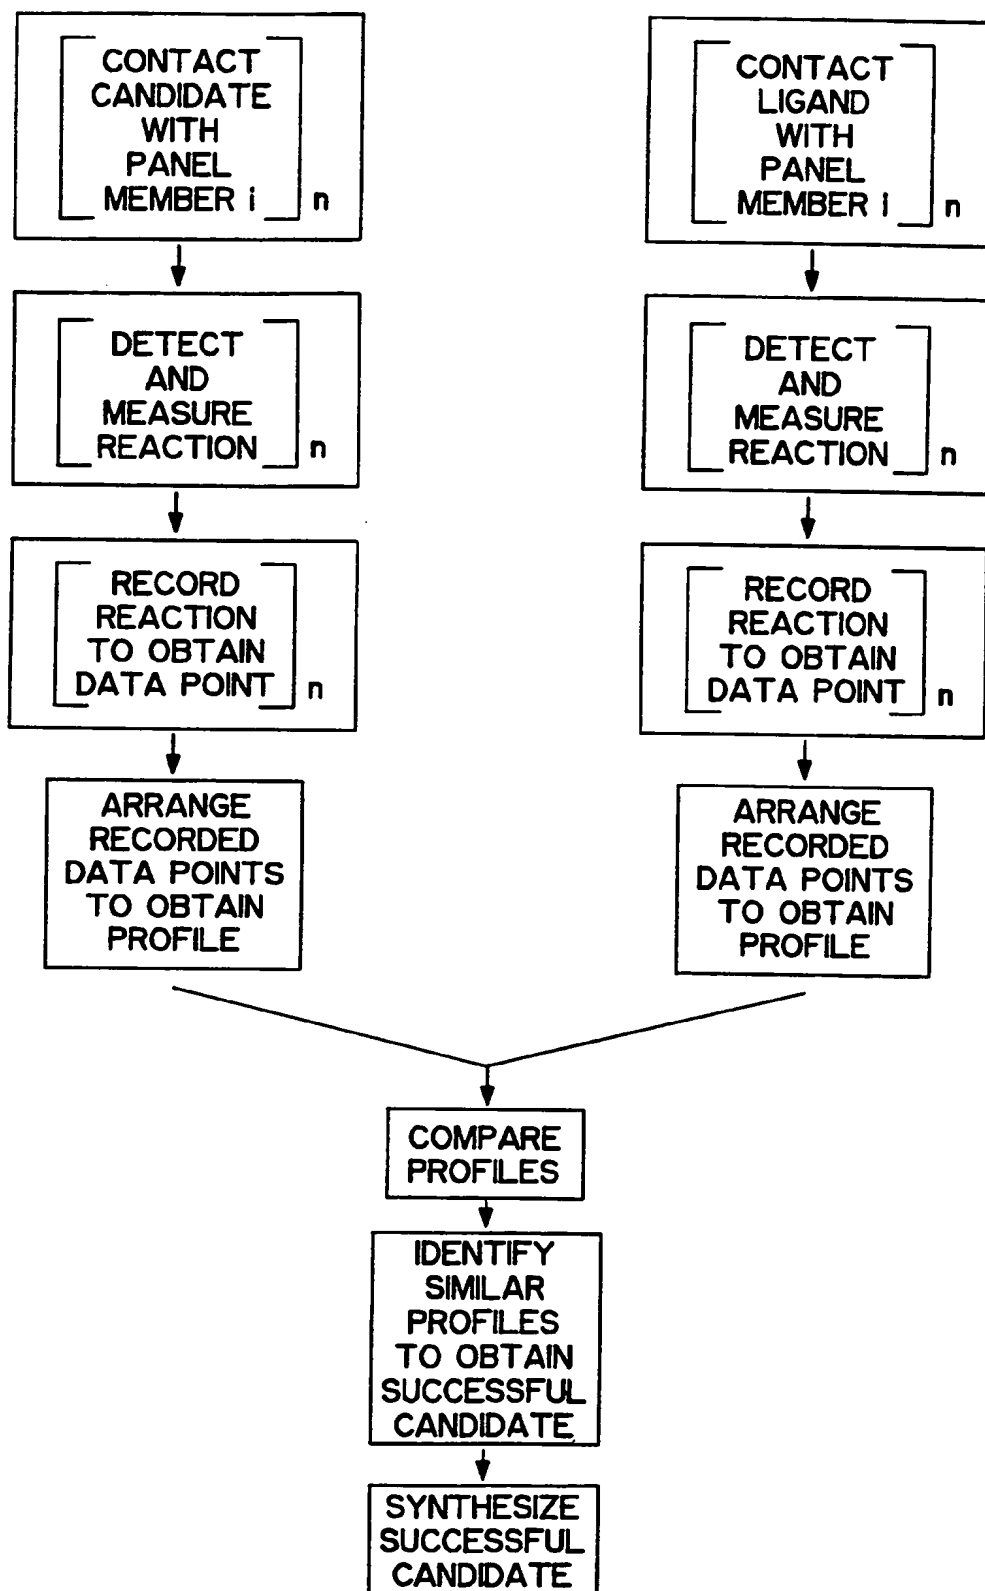 CONTACT
CANDIDATE
WITH
PANEL
MEMBER i
n
DETECT
AND
MEASURE
REACTION
n
RECORD
REACTION
TO OBTAIN
DATA POINT
n
ARRANGE
RECORDED
DATA POINTS
TO OBTAIN
PROFILE
CONTACT
LIGAND
WITH
PANEL
MEMBER i
n
DETECT
AND
MEASURE
REACTION
n
RECORD
REACTION
TO OBTAIN
DATA POINT
n
ARRANGE
RECORDED
DATA POINTS
TO OBTAIN
PROFILE
COMPARE
PROFILES
IDENTIFY
SIMILAR
PROFILES
TO OBTAIN
SUCCESSFUL
CANDIDATE
SYNTHESIZE
SUCCESSFUL
CANDIDATE